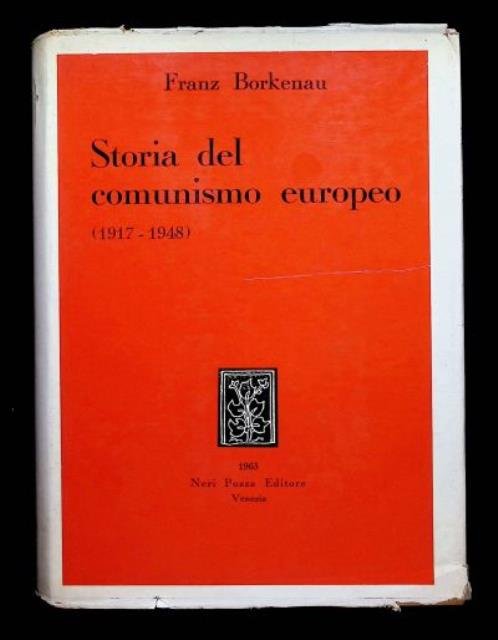 Franz Borkenau
Storia del
comunismo europeo
(1917 - 1948)
1963
Neri Pozza Editore
Venezia